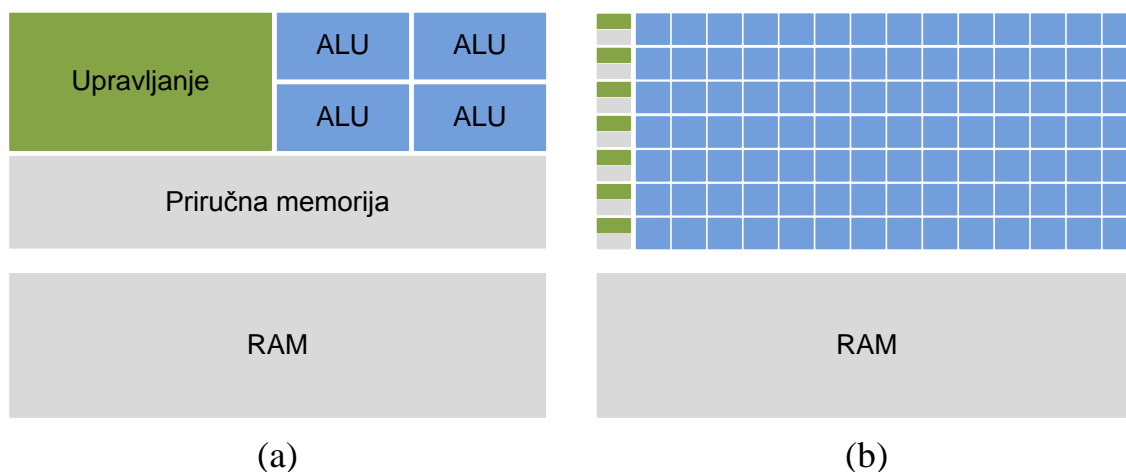 Upravljanje
ALU
ALU
ALU
ALU
Priručna memorija
RAM
(a)
RAM
(b)